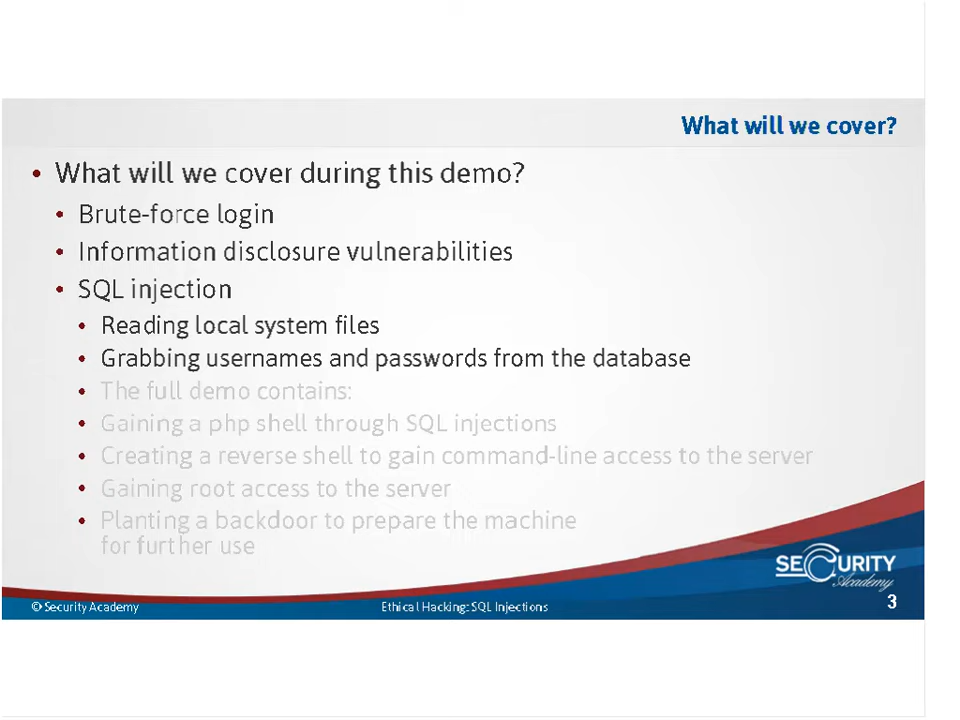 What will we cover?
• What will we cover during this demo?
• Brute-force login
• Information disclosure vulnerabilities
• SQL injection
• Reading local system files
• Grabbing usernames and passwords from the database
• The full demo contains:
• Gaining a php shell through SQL injections
• Creating a reverse shell to gain command-line access to the server
• Gaining root access to the server
• Planting a backdoor to prepare the machine
for further use
SECURITY
Academy
© Security Academy
Ethical Hacking: SQL Injections
3